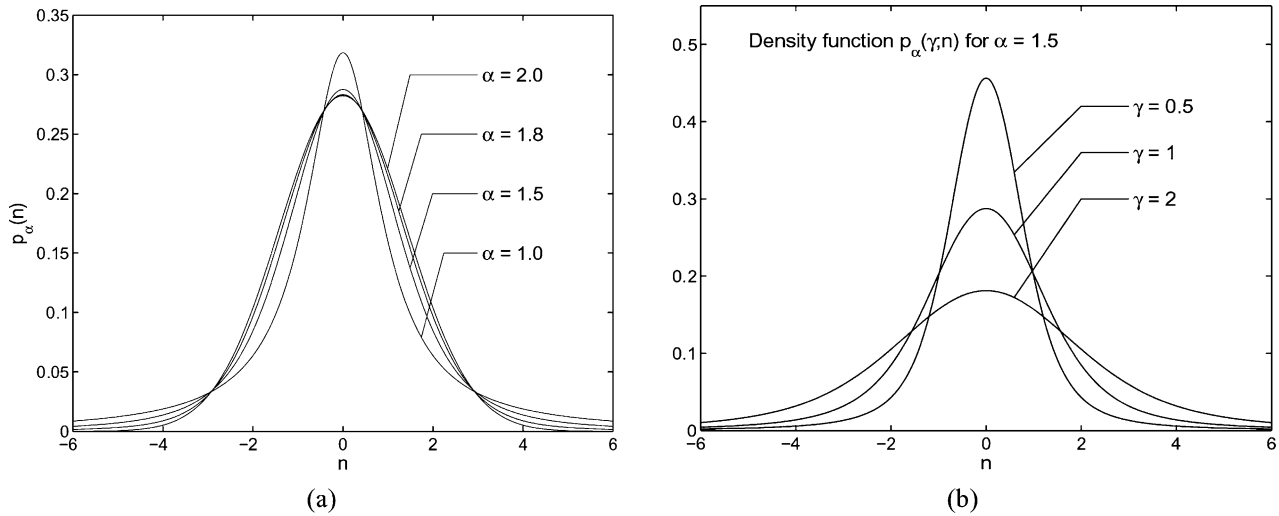 0.35
0.3
0.25
0.2
0.15
0.1
0.05
0
−6
−4
−2
0
2
4
6
n
pα(n)
α = 2.0
α = 1.8
α = 1.5
α = 1.0
(a)
Density function pα(γ;n) for α = 1.5
0.5
0.4
0.3
0.2
0.1
0
−6
−4
−2
0
2
4
6
n
γ = 0.5
γ = 1
γ = 2
(b)